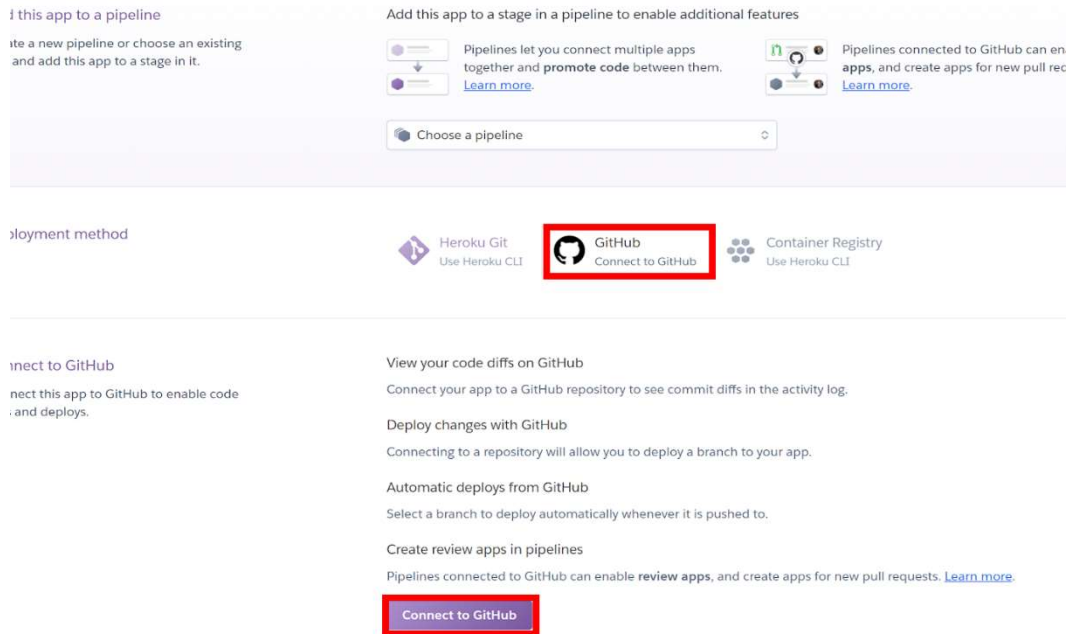 d this app to a pipeline
Add this app to a stage in a pipeline to enable additional features
ate a new pipeline or choose an existing
and add this app to a stage in it.
Pipelines let you connect multiple apps
together and promote code between them.
Learn more.
Pipelines connected to GitHub can ena
apps, and create apps for new pull req
Learn more.
Choose a pipeline
ployment method
Heroku Git
Use Heroku CLI
GitHub
Connect to GitHub
Container Registry
Use Heroku CLI
nnect to GitHub
nnect this app to GitHub to enable code
and deploys.
View your code diffs on GitHub
Connect your app to a GitHub repository to see commit diffs in the activity log.
Deploy changes with GitHub
Connecting to a repository will allow you to deploy a branch to your app.
Automatic deploys from GitHub
Select a branch to deploy automatically whenever it is pushed to.
Create review apps in pipelines
Pipelines connected to GitHub can enable review apps, and create apps for new pull requests. Learn more.
Connect to GitHub